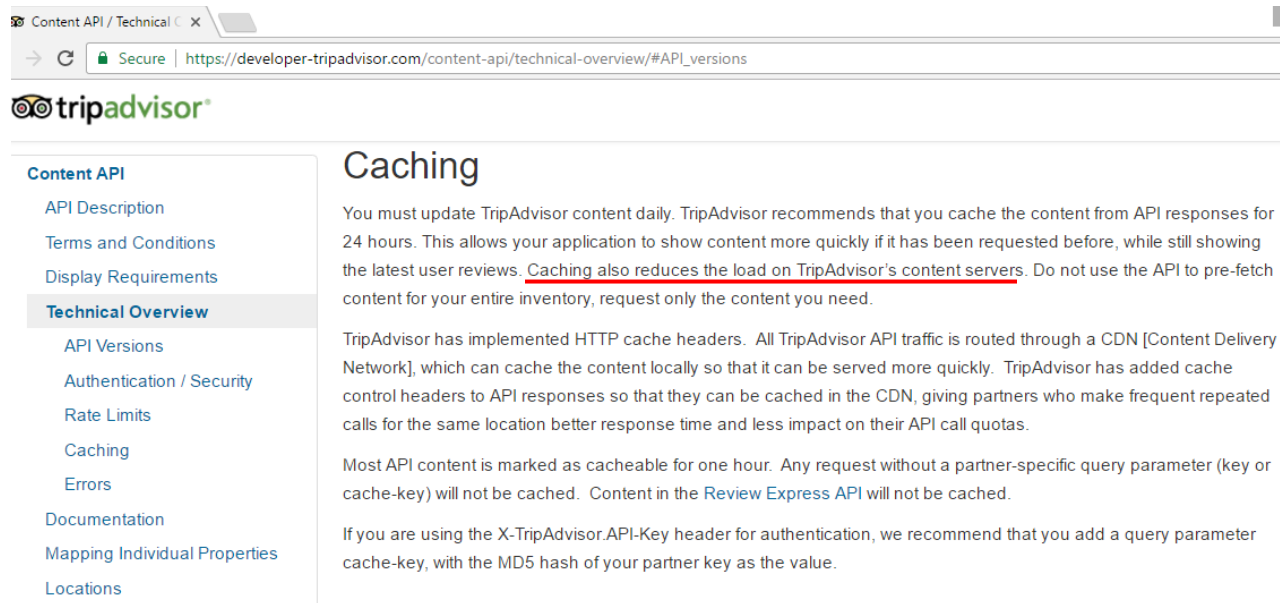 Content API / Technical C
Secure | https://developer-tripadvisor.com/content-api/technical-overview/#API_versions
tripadvisor®
Content API
API Description
Terms and Conditions
Display Requirements
Technical Overview
API Versions
Authentication / Security
Rate Limits
Caching
Errors
Documentation
Mapping Individual Properties
Locations
Caching
You must update TripAdvisor content daily. TripAdvisor recommends that you cache the content from API responses for
24 hours. This allows your application to show content more quickly if it has been requested before, while still showing
the latest user reviews. Caching also reduces the load on TripAdvisor's content servers. Do not use the API to pre-fetch
content for your entire inventory, request only the content you need.
TripAdvisor has implemented HTTP cache headers.  All TripAdvisor API traffic is routed through a CDN [Content Delivery
Network], which can cache the content locally so that it can be served more quickly.  TripAdvisor has added cache
control headers to API responses so that they can be cached in the CDN, giving partners who make frequent repeated
calls for the same location better response time and less impact on their API call quotas.
Most API content is marked as cacheable for one hour.  Any request without a partner-specific query parameter (key or
cache-key) will not be cached.  Content in the Review Express API will not be cached.
If you are using the X-TripAdvisor.API-Key header for authentication, we recommend that you add a query parameter
cache-key, with the MD5 hash of your partner key as the value.